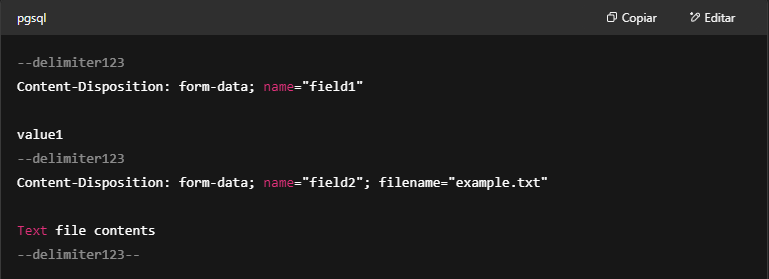 pgsql
Copiar
Editar
--delimiter123
Content-Disposition: form-data; name="field1"
value1
--delimiter123
Content-Disposition: form-data; name="field2"; filename="example.txt"
Text file contents
--delimiter123--